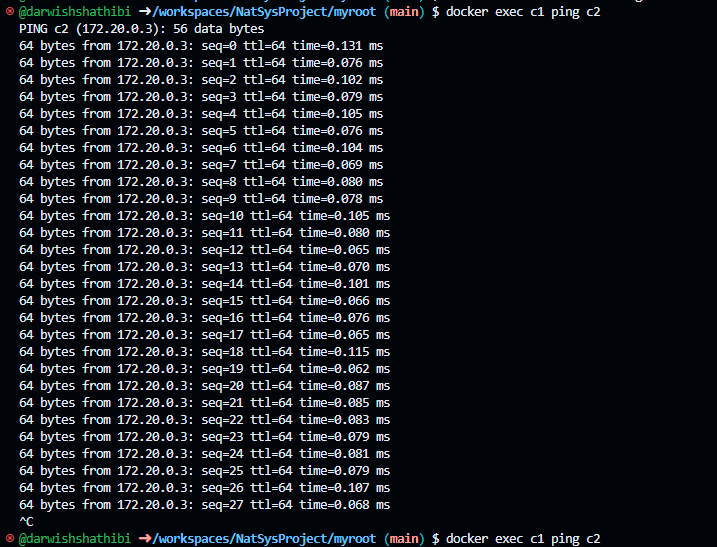 @darwishshathibi ➜/workspaces/NatSysProject/myroot (main) $ docker exec c1 ping c2
PING c2 (172.20.0.3): 56 data bytes
64 bytes from 172.20.0.3: seq=0 ttl=64 time=0.131 ms
64 bytes from 172.20.0.3: seq=1 ttl=64 time=0.076 ms
64 bytes from 172.20.0.3: seq=2 ttl=64 time=0.102 ms
64 bytes from 172.20.0.3: seq=3 ttl=64 time=0.079 ms
64 bytes from 172.20.0.3: seq=4 ttl=64 time=0.105 ms
64 bytes from 172.20.0.3: seq=5 ttl=64 time=0.076 ms
64 bytes from 172.20.0.3: seq=6 ttl=64 time=0.104 ms
64 bytes from 172.20.0.3: seq=7 ttl=64 time=0.069 ms
64 bytes from 172.20.0.3: seq=8 ttl=64 time=0.080 ms
64 bytes from 172.20.0.3: seq=9 ttl=64 time=0.078 ms
64 bytes from 172.20.0.3: seq=10 ttl=64 time=0.105 ms
64 bytes from 172.20.0.3: seq=11 ttl=64 time=0.080 ms
64 bytes from 172.20.0.3: seq=12 ttl=64 time=0.065 ms
64 bytes from 172.20.0.3: seq=13 ttl=64 time=0.070 ms
64 bytes from 172.20.0.3: seq=14 ttl=64 time=0.101 ms
64 bytes from 172.20.0.3: seq=15 ttl=64 time=0.066 ms
64 bytes from 172.20.0.3: seq=16 ttl=64 time=0.076 ms
64 bytes from 172.20.0.3: seq=17 ttl=64 time=0.065 ms
64 bytes from 172.20.0.3: seq=18 ttl=64 time=0.115 ms
64 bytes from 172.20.0.3: seq=19 ttl=64 time=0.062 ms
64 bytes from 172.20.0.3: seq=20 ttl=64 time=0.087 ms
64 bytes from 172.20.0.3: seq=21 ttl=64 time=0.085 ms
64 bytes from 172.20.0.3: seq=22 ttl=64 time=0.083 ms
64 bytes from 172.20.0.3: seq=23 ttl=64 time=0.079 ms
64 bytes from 172.20.0.3: seq=24 ttl=64 time=0.081 ms
64 bytes from 172.20.0.3: seq=25 ttl=64 time=0.079 ms
64 bytes from 172.20.0.3: seq=26 ttl=64 time=0.107 ms
64 bytes from 172.20.0.3: seq=27 ttl=64 time=0.068 ms
^C
@darwishshathibi ➜/workspaces/NatSysProject/myroot (main) $ docker exec c1 ping c2